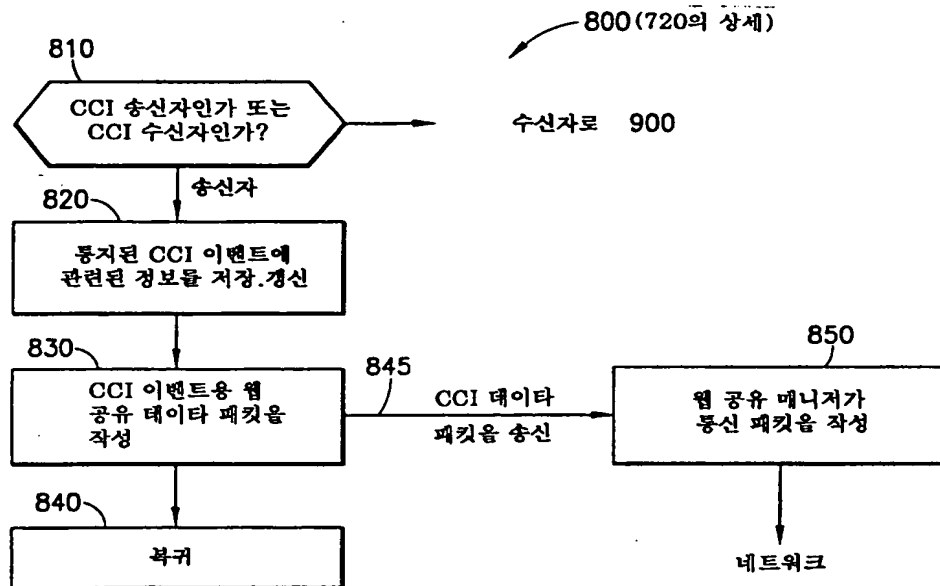 800(720의 상세)
810
CCI 송신자인가 또는
CCI 수신자인가?
수신자로 900
송신자
820
통지된 CCI 이벤트에
관련된 정보를 저장.갱신
830
CCI 이벤트용 웹
공유 데이타 패킷을
작성
845
CCI 데이타
패킷을 송신
850
웹 공유 매니저가
통신 패킷을 작성
840
복귀
네트워크